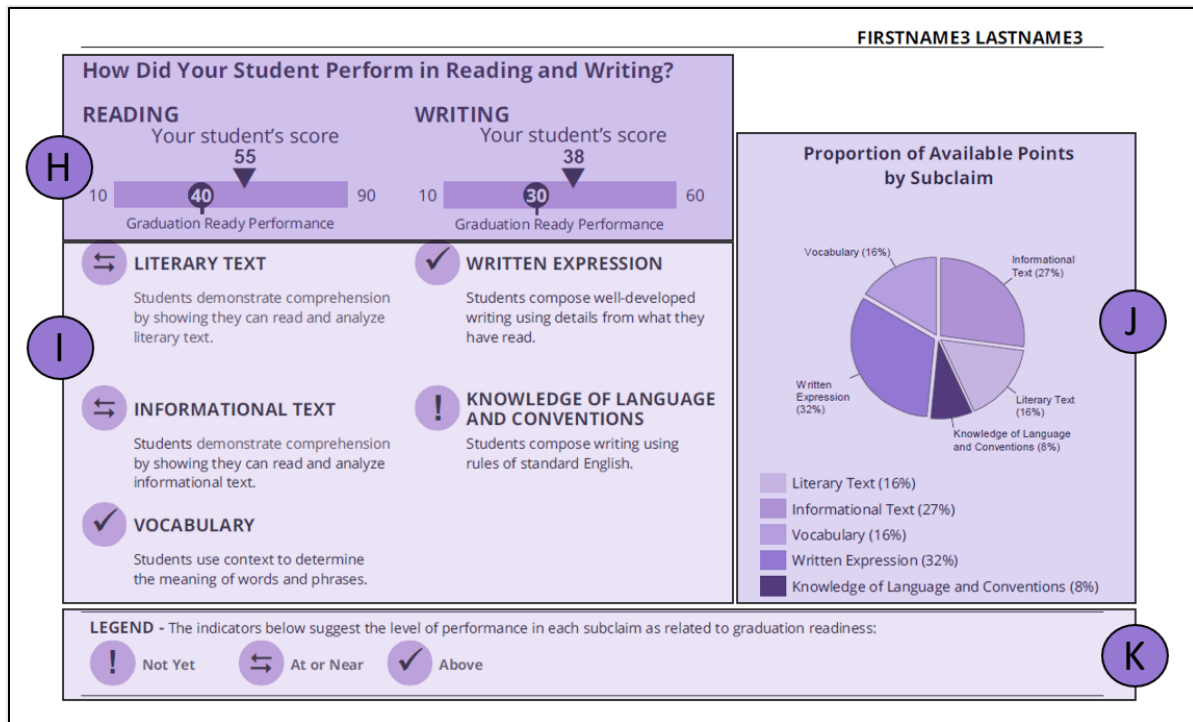 FIRSTNAME3 LASTNAME3
How Did Your Student Perform in Reading and Writing?
READING
Your student's score
55
10
40
90
Graduation Ready Performance
WRITING
Your student's score
38
10
30
60
Graduation Ready Performance
H
LITERARY TEXT
Students demonstrate comprehension
by showing they can read and analyze
literary text.
INFORMATIONAL TEXT
Students demonstrate comprehension
by showing they can read and analyze
informational text.
VOCABULARY
Students use context to determine
the meaning of words and phrases.
WRITTEN EXPRESSION
Students compose well-developed
writing using details from what they
have read.
!
KNOWLEDGE OF LANGUAGE
AND CONVENTIONS
Students compose writing using
rules of standard English.
I
Proportion of Available Points
by Subclaim
Vocabulary (16%)
Informational
Text (27%)
Written
Expression
(32%)
Literary Text
(16%)
Knowledge of Language
and Conventions (8%)
Literary Text (16%)
Informational Text (27%)
Vocabulary (16%)
Written Expression (32%)
Knowledge of Language and Conventions (8%)
J
LEGEND - The indicators below suggest the level of performance in each subclaim as related to graduation readiness:
! Not Yet
At or Near
Above
K